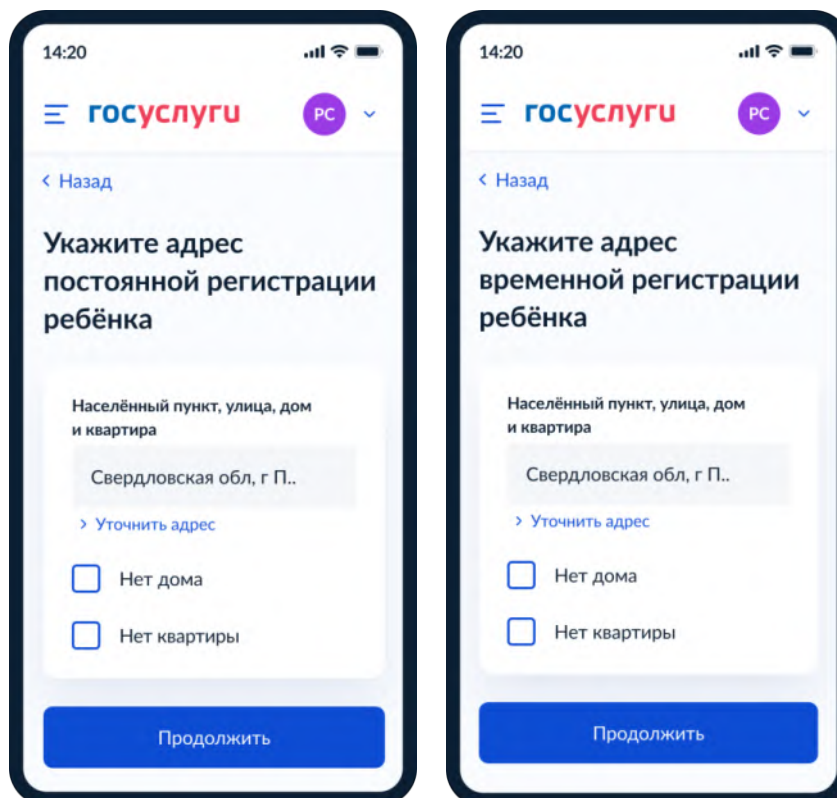 14:20
госуслуги
РС
Назад
Укажите адрес
постоянной регистрации
ребёнка
Населённый пункт, улица, дом
и квартира
Свердловская обл, г П..
Уточнить адрес
Нет дома
Нет квартиры
Продолжить
14:20
госуслуги
РС
Назад
Укажите адрес
временной регистрации
ребёнка
Населённый пункт, улица, дом
и квартира
Свердловская обл, г П..
Уточнить адрес
Нет дома
Нет квартиры
Продолжить